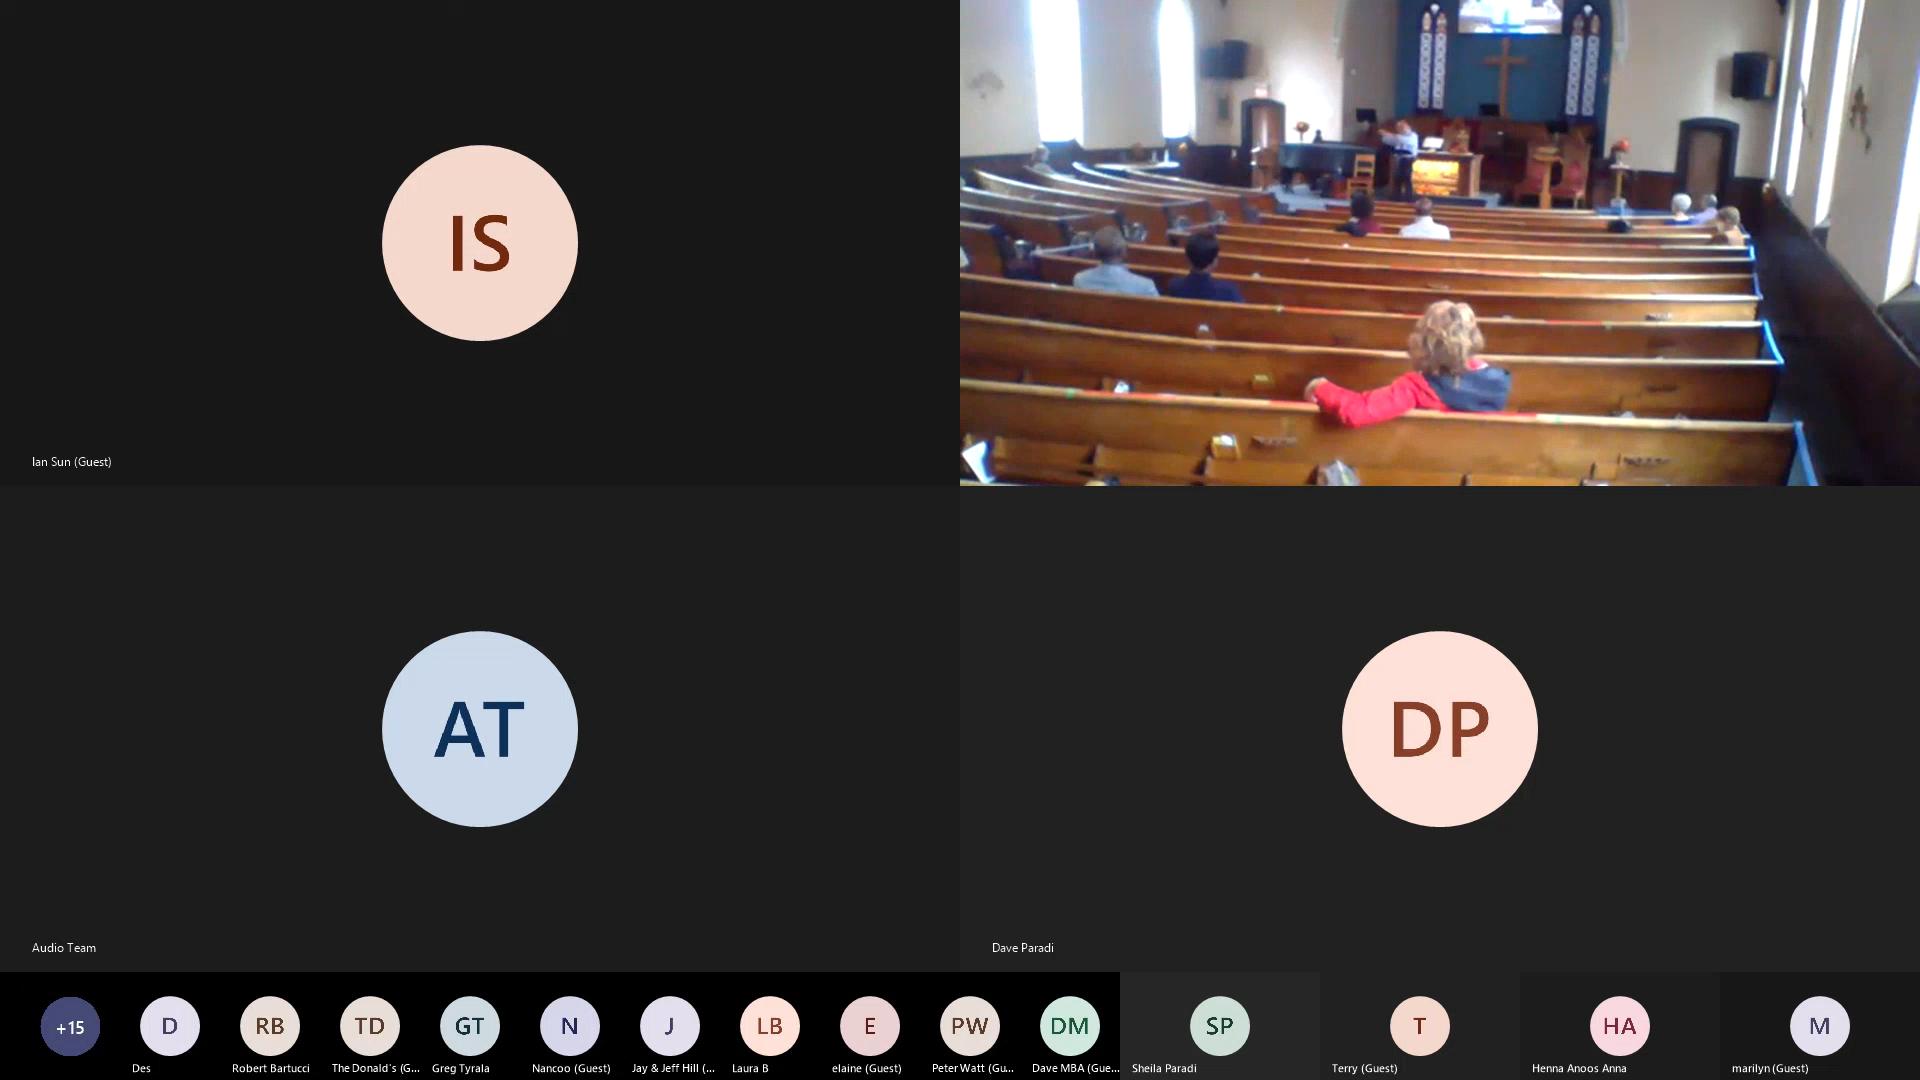 IS
Ian Sun (Guest)
AT
Audio Team
DP
Dave Paradi
+15
D
Des
RB
Robert Bartucci
TD
The Donald's (G...
GT
Greg Tyrala
N
Nancoo (Guest)
J
Jay & Jeff Hill (...
LB
Laura B
E
elaine (Guest)
PW
Peter Watt (Gu...
DM
Dave MBA (Gue...
SP
Sheila Paradi
T
Terry (Guest)
HA
Henna Anoos Anna
M
marilyn (Guest)